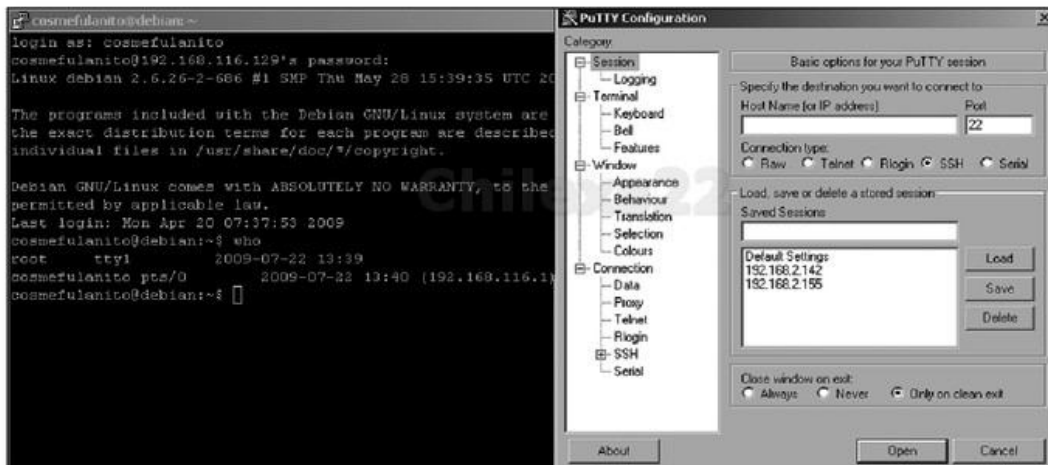 cosmefulanito@debian: ~
login as: cosmefulanito
cosmefulanito@192.168.116.129's password:
Linux debian 2.6.26-2-686 #1 SMP Thu May 28 15:39:35 UTC 20
The programs included with the Debian GNU/Linux system are
the exact distribution terms for each program are described
individual files in /usr/share/doc/*/copyright.
Debian GNU/Linux comes with ABSOLUTELY NO WARRANTY, to the
permitted by applicable law.
Last login: Mon Apr 20 07:37:53 2009
cosmefulanito@debian:~$ who
root tty1 2009-07-22 13:39
cosmefulanito pts/0 2009-07-22 13:40 (192.168.116.1)
cosmefulanito@debian:~$
PuTTY Configuration
Category:
Session
Logging
Terminal
Keyboard
Bell
Features
Window
Appearance
Behaviour
Translation
Selection
Colours
Connection
Data
Proxy
Telnet
Rlogin
SSH
Serial
Basic options for your PuTTY session
Specify the destination you want to connect to
Host Name (or IP address) Port
22
Connection type:
Raw Telnet Rlogin SSH Serial
Load, save or delete a stored session
Saved Sessions
Default Settings
192.168.2.142
192.168.2.155
Load
Save
Delete
Close window on exit:
Always Never Only on clean exit
About Open Cancel